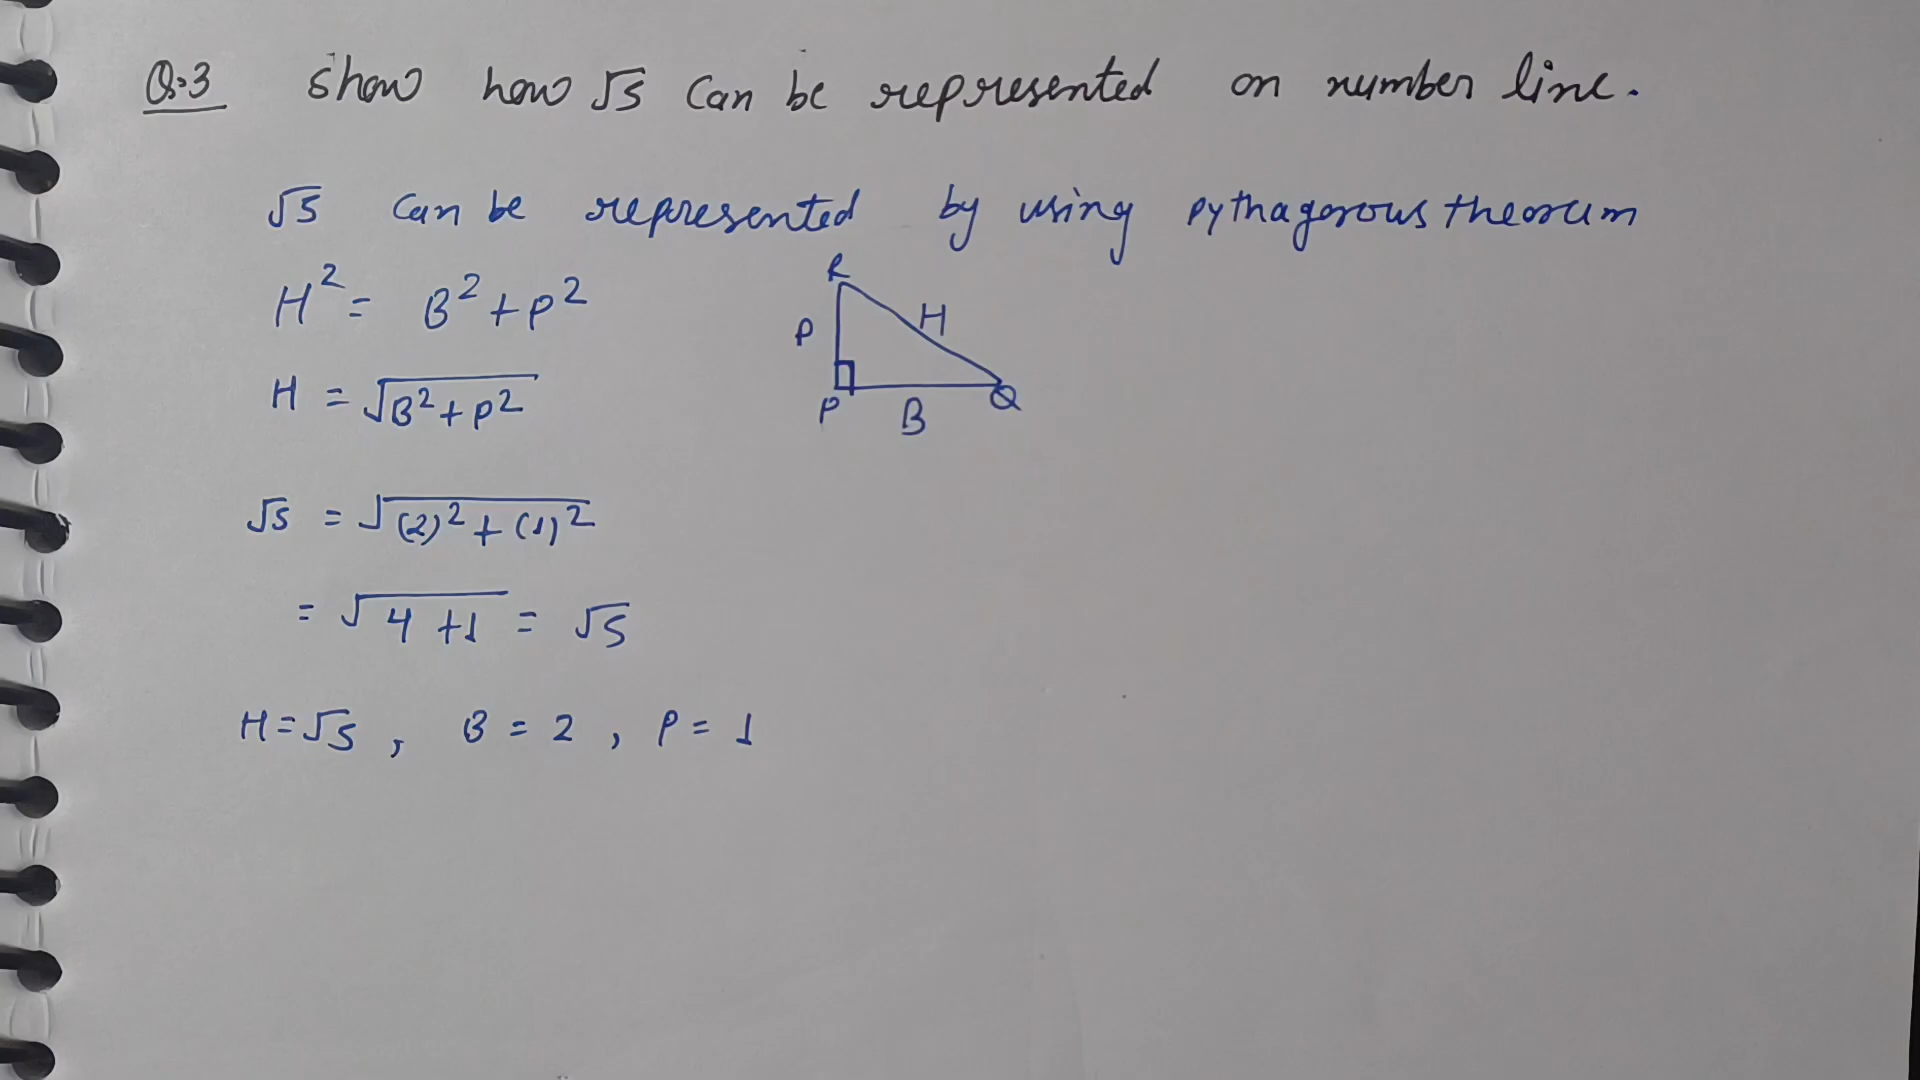 Q.3 Show how √5 can be represented on number line.
√5 can be represented by using pythagorous theorum
H² = B² + P²
H = √B² + P²
R
P
H
P
B
Q
√5 = √(2)² + (1)²
= √4 + 1 = √5
H = √5 , B = 2 , P = 1